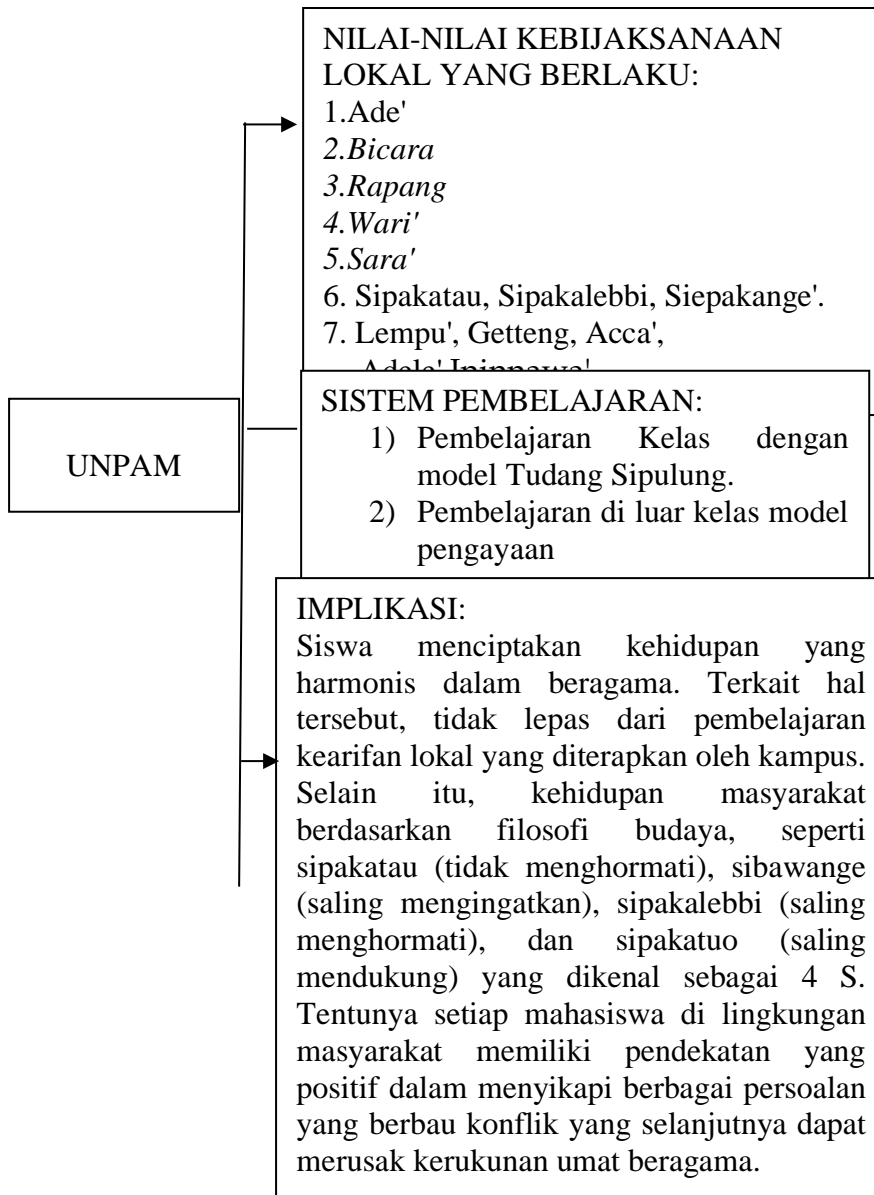 NILAI-NILAI KEBIJAKSANAAN
LOKAL YANG BERLAKU:
1.Ade'
2.Bicara
3.Rapang
4.Wari'
5.Sara'
6. Sipakatau, Sipakalebbi, Siepakange'.
7. Lempu', Getteng, Acca',
UNPAM
SISTEM PEMBELAJARAN:
1) Pembelajaran Kelas dengan
model Tudang Sipulung.
2) Pembelajaran di luar kelas model
pengayaan
IMPLIKASI:
Siswa menciptakan kehidupan yang
harmonis dalam beragama. Terkait hal
tersebut, tidak lepas dari pembelajaran
kearifan lokal yang diterapkan oleh kampus.
Selain itu, kehidupan masyarakat
berdasarkan filosofi budaya, seperti
sipakatau (tidak menghormati), sibawange
(saling mengingatkan), sipakalebbi (saling
menghormati), dan sipakatuo (saling
mendukung) yang dikenal sebagai 4 S.
Tentunya setiap mahasiswa di lingkungan
masyarakat memiliki pendekatan yang
positif dalam menyikapi berbagai persoalan
yang berbau konflik yang selanjutnya dapat
merusak kerukunan umat beragama.